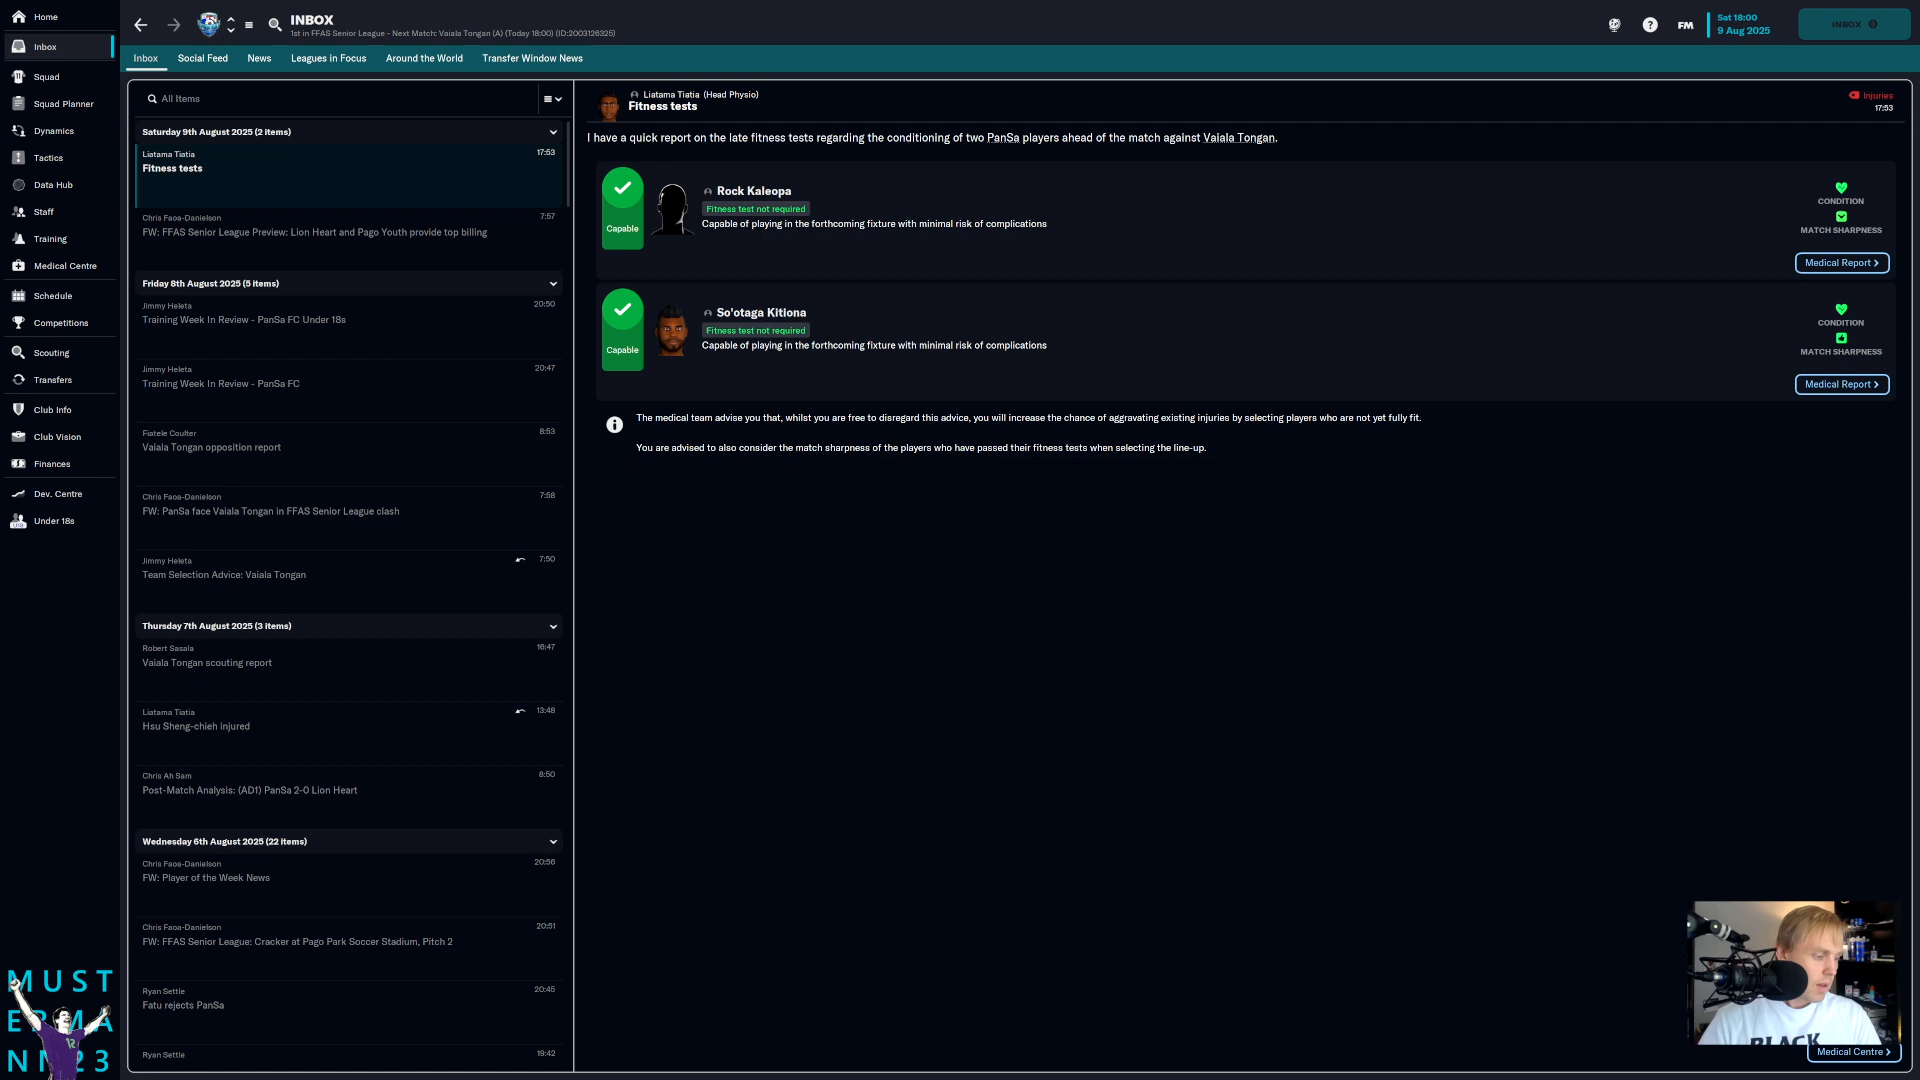 Home
Inbox
Squad
Squad Planner
Dynamics
Tactics
Data Hub
Staff
Training
Medical Centre
Schedule
Competitions
Scouting
Transfers
Club Info
Club Vision
Finances
Dev. Centre
Under 18s
INBOX
1st in FFAS Senior League - Next Match: Vaiala Tongan (A) (Today 18:00) (ID:2003126325)
FM
Sat 18:00
9 Aug 2025
INBOX
Inbox Social Feed News Leagues in Focus Around the World Transfer Window News
All Items
Saturday 9th August 2025 (2 items)
Liatama Tiatia 17:53
Fitness tests
Chris Faoa-Danielson 7:57
FW: FFAS Senior League Preview: Lion Heart and Pago Youth provide top billing
Friday 8th August 2025 (5 items)
Jimmy Heleta 20:50
Training Week In Review - PanSa FC Under 18s
Jimmy Heleta 20:47
Training Week In Review - PanSa FC
Fiatele Coulter 8:53
Vaiala Tongan opposition report
Chris Faoa-Danielson 7:58
FW: PanSa face Vaiala Tongan in FFAS Senior League clash
Jimmy Heleta 7:50
Team Selection Advice: Vaiala Tongan
Thursday 7th August 2025 (3 items)
Robert Sasala 16:47
Vaiala Tongan scouting report
Liatama Tiatia 13:48
Hsu Sheng-chieh injured
Chris Ah Sam 8:50
Post-Match Analysis: (AD1) PanSa 2-0 Lion Heart
Wednesday 6th August 2025 (22 items)
Chris Faoa-Danielson 20:56
FW: Player of the Week News
Chris Faoa-Danielson 20:51
FW: FFAS Senior League: Cracker at Pago Park Soccer Stadium, Pitch 2
Ryan Settle 20:45
Fatu rejects PanSa
Ryan Settle 19:42
Liatama Tiatia (Head Physio)
Fitness tests
Injuries
17:53
I have a quick report on the late fitness tests regarding the conditioning of two PanSa players ahead of the match against Vaiala Tongan.
Capable
Rock Kaleopa
Fitness test not required
Capable of playing in the forthcoming fixture with minimal risk of complications
CONDITION
MATCH SHARPNESS
Medical Report
Capable
So'otaga Kitiona
Fitness test not required
Capable of playing in the forthcoming fixture with minimal risk of complications
CONDITION
MATCH SHARPNESS
Medical Report
The medical team advise you that, whilst you are free to disregard this advice, you will increase the chance of aggravating existing injuries by selecting players who are not yet fully fit.
You are advised to also consider the match sharpness of the players who have passed their fitness tests when selecting the line-up.
Medical Centre
BLACK
MUST
ERMA
NN23
12